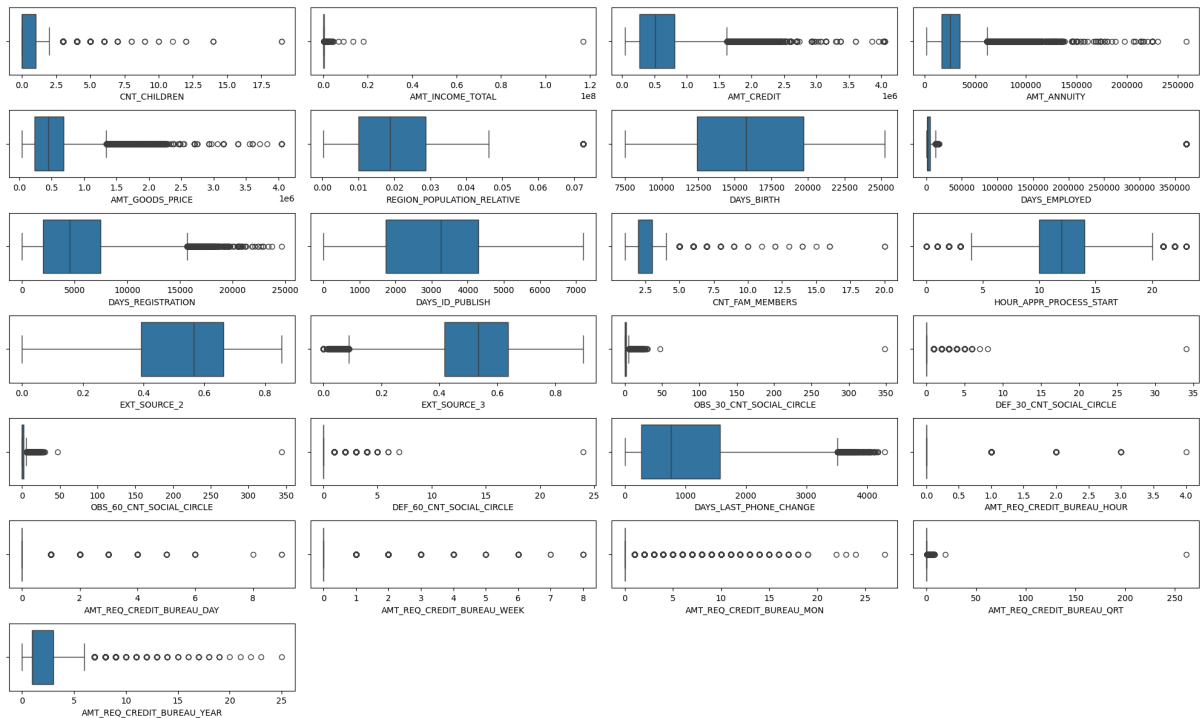 0.0 2.5 5.0 7.5 10.0 12.5 15.0 17.5
CNT_CHILDREN
0.0 0.2 0.4 0.6 0.8 1.0 1.2
1e8
AMT_INCOME_TOTAL
0.0 0.5 1.0 1.5 2.0 2.5 3.0 3.5 4.0
1e6
AMT_CREDIT
0 50000 100000 150000 200000 250000
AMT_ANNUITY
0.0 0.5 1.0 1.5 2.0 2.5 3.0 3.5 4.0
1e6
AMT_GOODS_PRICE
0.00 0.01 0.02 0.03 0.04 0.05 0.06 0.07
REGION_POPULATION_RELATIVE
7500 10000 12500 15000 17500 20000 22500 25000
DAYS_BIRTH
0 50000 100000 150000 200000 250000 300000 350000
DAYS_EMPLOYED
0 5000 10000 15000 20000 25000
DAYS_REGISTRATION
0 1000 2000 3000 4000 5000 6000 7000
DAYS_ID_PUBLISH
2.5 5.0 7.5 10.0 12.5 15.0 17.5 20.0
CNT_FAM_MEMBERS
0 5 10 15 20
HOUR_APPR_PROCESS_START
0.0 0.2 0.4 0.6 0.8
EXT_SOURCE_2
0.0 0.2 0.4 0.6 0.8
EXT_SOURCE_3
0 50 100 150 200 250 300 350
OBS_30_CNT_SOCIAL_CIRCLE
0 5 10 15 20 25 30 35
DEF_30_CNT_SOCIAL_CIRCLE
0 50 100 150 200 250 300 350
OBS_60_CNT_SOCIAL_CIRCLE
0 5 10 15 20 25
DEF_60_CNT_SOCIAL_CIRCLE
0 1000 2000 3000 4000
DAYS_LAST_PHONE_CHANGE
0.0 0.5 1.0 1.5 2.0 2.5 3.0 3.5 4.0
AMT_REQ_CREDIT_BUREAU_HOUR
0 2 4 6 8
AMT_REQ_CREDIT_BUREAU_DAY
0 1 2 3 4 5 6 7 8
AMT_REQ_CREDIT_BUREAU_WEEK
0 5 10 15 20 25
AMT_REQ_CREDIT_BUREAU_MON
0 50 100 150 200 250
AMT_REQ_CREDIT_BUREAU_QRT
0 5 10 15 20 25
AMT_REQ_CREDIT_BUREAU_YEAR